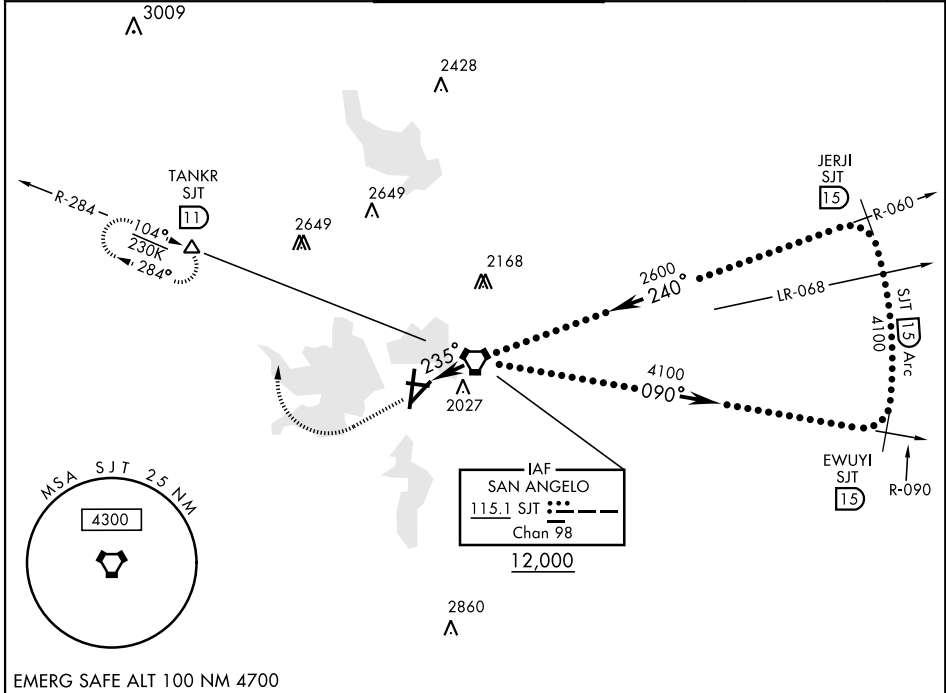 3009
2428
TANKR
SJT
11
JERJI
SJT
15
R-284
2649
R-060
104°
230K
284°
2649
2168
2600
240°
LR-068
SJT 15 Arc
4100
235°
4100
090°
2027
EWUYI
SJT
15
R-090
IAF
SAN ANGELO
115.1 SJT
Chan 98
12,000
MSA SJT 25 NM
4300
2860
EMERG SAFE ALT 100 NM 4700